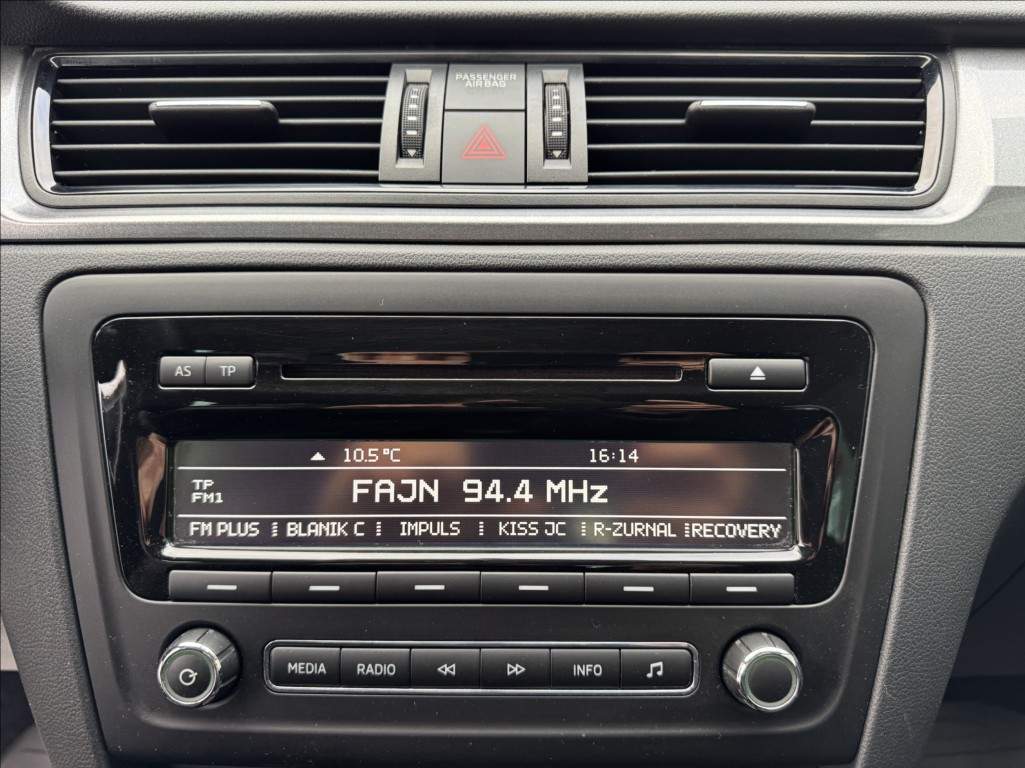 PASSENGER
AIR BAG
AS TP
10.5°C 16:14
TP
FM1
FAJN 94.4 MHz
FM PLUS BLANIK C IMPULS KISS JC R-ZURNAL RECOVERY
MEDIA RADIO INFO